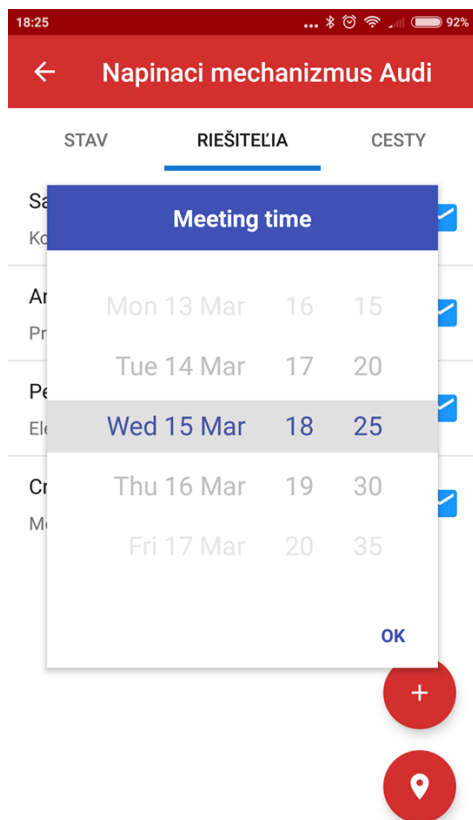 18:25 ... 92%
Napinaci mechanizmus Audi
STAV RIEŠITEĽIA CESTY
Meeting time
Mon 13 Mar 16 15
Tue 14 Mar 17 20
Wed 15 Mar 18 25
Thu 16 Mar 19 30
Fri 17 Mar 20 35
OK
+